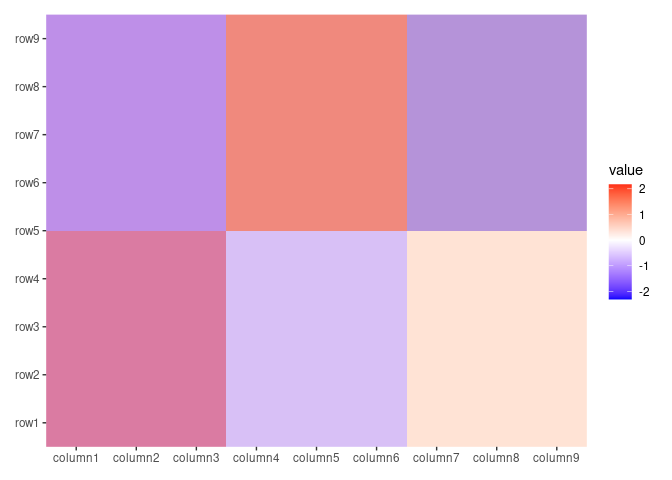 row9
row8
row7
row6
row5
row4
row3
row2
row1
column1 column2 column3 column4 column5 column6 column7 column8 column9
value
2
1
0
-1
-2